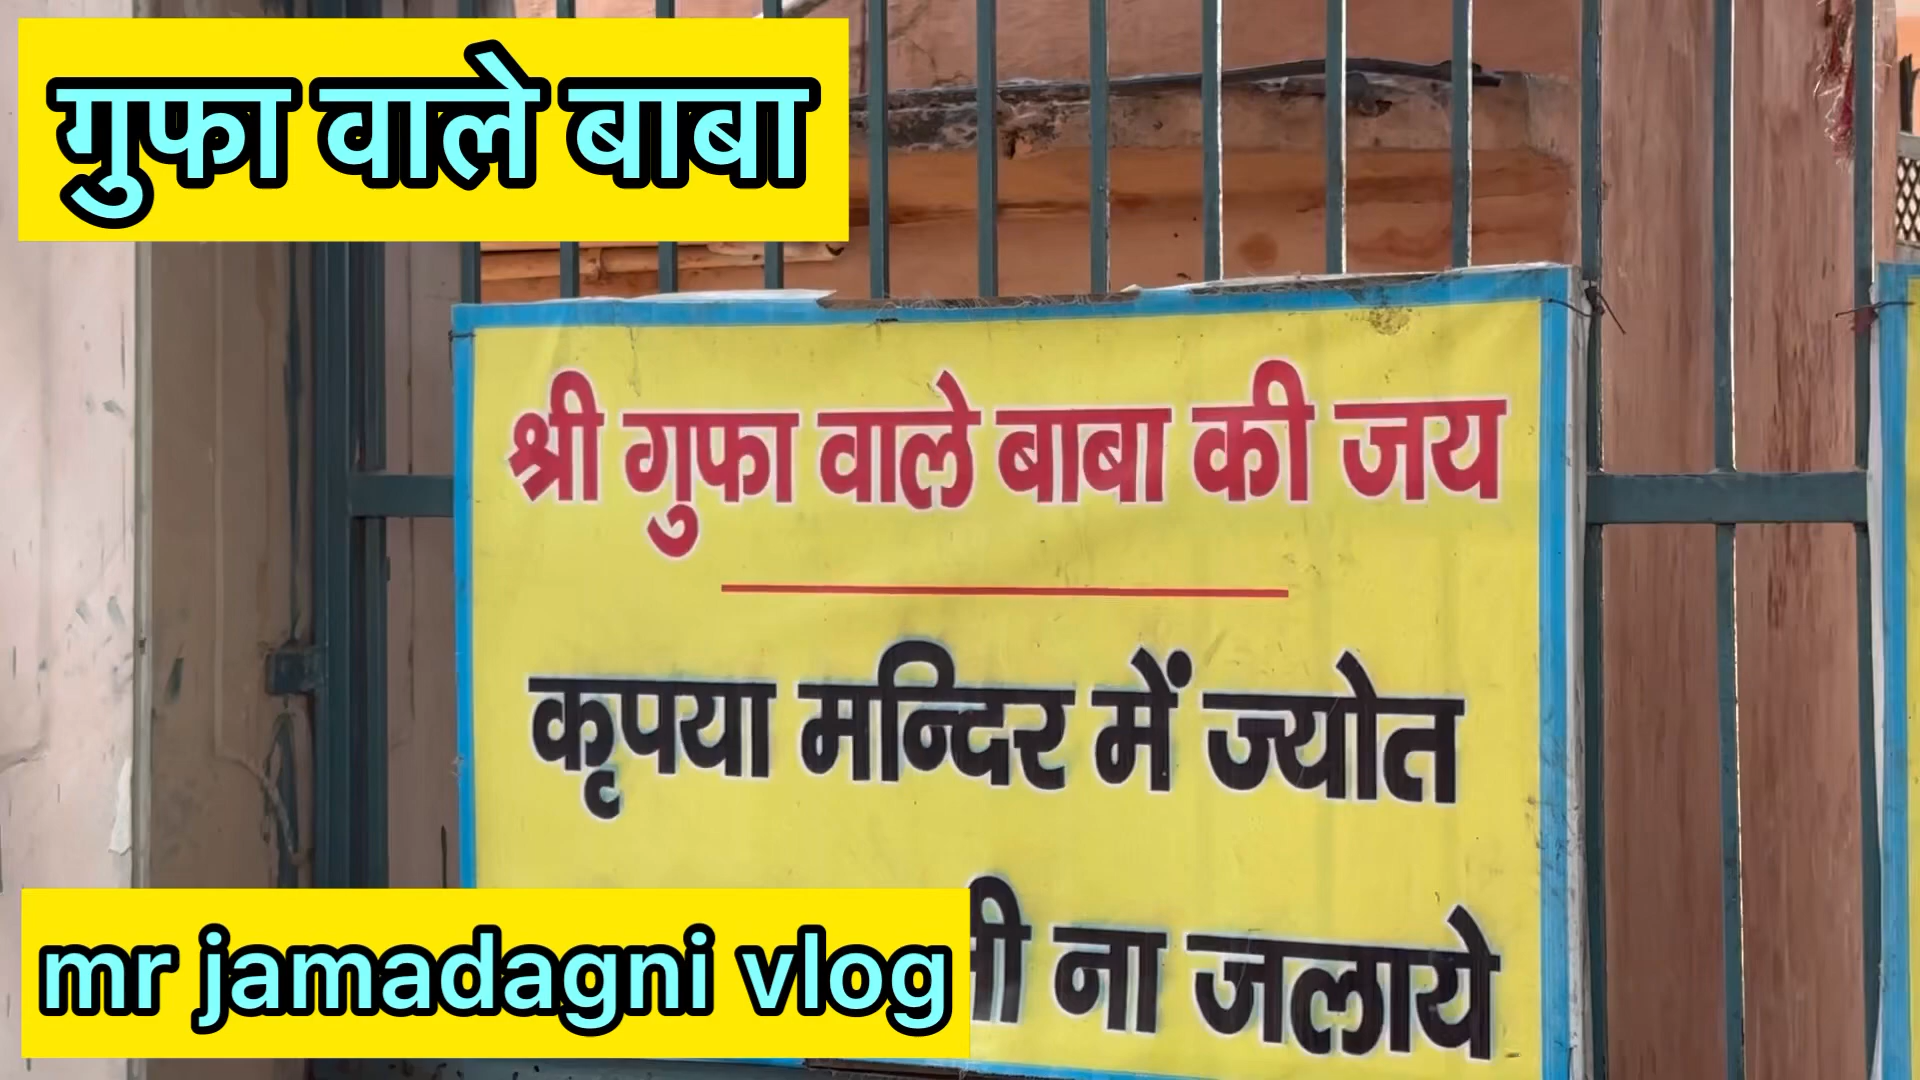 गुफा वाले बाबा
श्री गुफा वाले बाबा की जय
कृपया मन्दिर में ज्योत
ना जलाये
mr jamadagni vlog